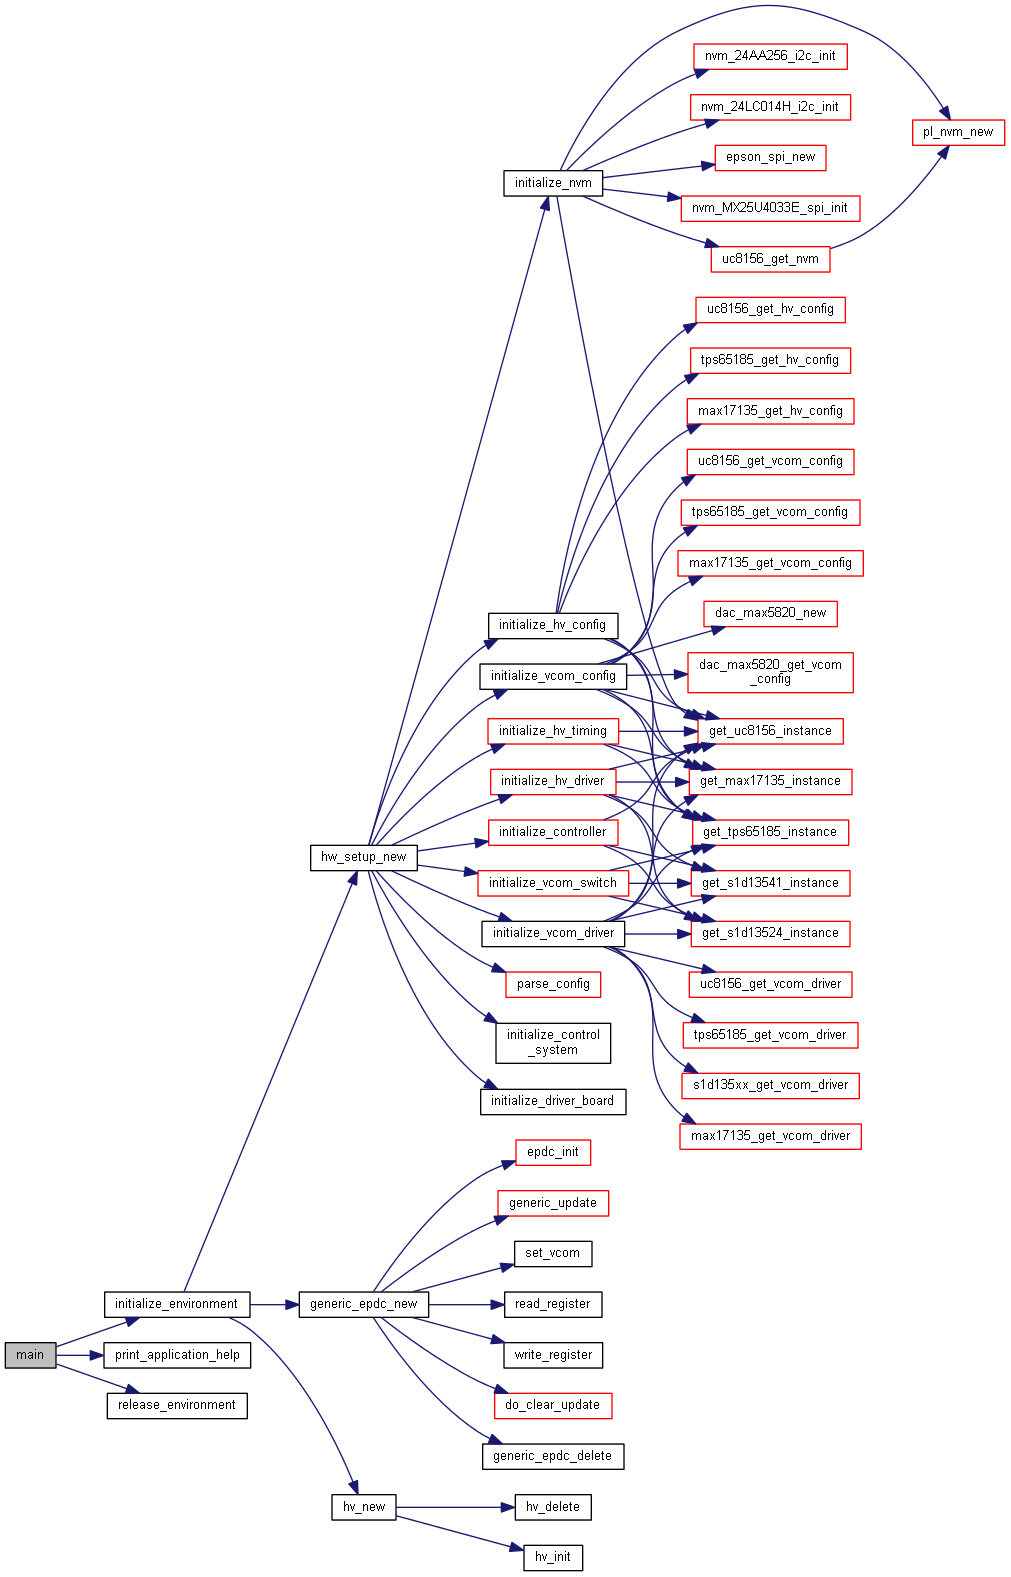 nvm_24AA256_i2c_init
nvm_24LC014H_i2c_init
pl_nvm_new
epson_spi_new
initialize_nvm
nvm_MX25U4033E_spi_init
uc8156_get_nvm
uc8156_get_hv_config
tps65185_get_hv_config
max17135_get_hv_config
uc8156_get_vcom_config
tps65185_get_vcom_config
max17135_get_vcom_config
dac_max5820_new
initialize_hv_config
dac_max5820_get_vcom
_config
initialize_vcom_config
initialize_hv_timing
get_uc8156_instance
initialize_hv_driver
get_max17135_instance
initialize_controller
get_tps65185_instance
hw_setup_new
initialize_vcom_switch
get_s1d13541_instance
initialize_vcom_driver
get_s1d13524_instance
parse_config
uc8156_get_vcom_driver
initialize_control
_system
tps65185_get_vcom_driver
s1d135xx_get_vcom_driver
initialize_driver_board
max17135_get_vcom_driver
epdc_init
generic_update
set_vcom
initialize_environment
generic_epdc_new
read_register
main
print_application_help
write_register
release_environment
do_clear_update
generic_epdc_delete
hv_new
hv_delete
hv_init